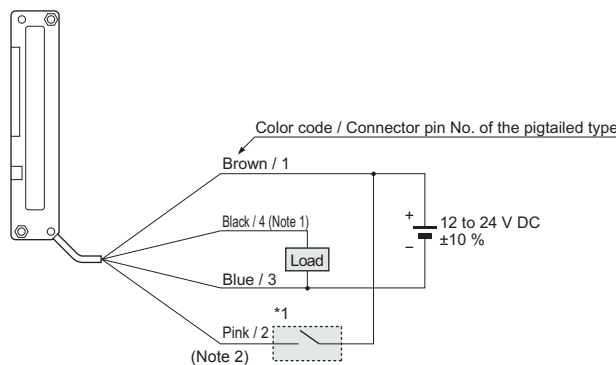 Color code / Connector pin No. of the pigtailed type
Brown / 1
Black / 4 (Note 1)
+
12 to 24 V DC
±10 %
−
Load
Blue / 3
*1
Pink / 2
(Note 2)